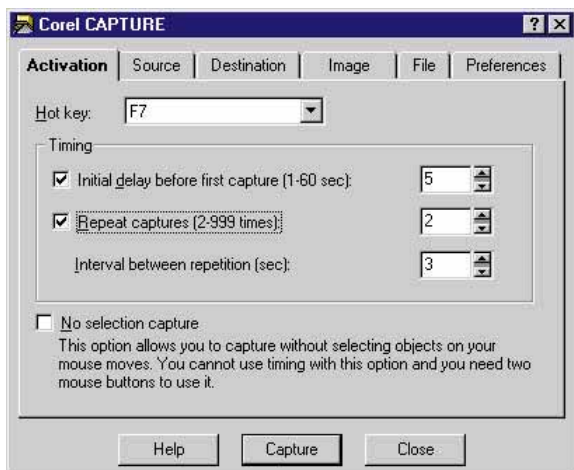 Corel CAPTURE
Activation Source Destination Image File Preferences
Hot key: F7
Timing
Initial delay before first capture (1-60 sec): 5
Repeat captures (2-999 times): 2
Interval between repetition (sec): 3
No selection capture
This option allows you to capture without selecting objects on your
mouse moves. You cannot use timing with this option and you need two
mouse buttons to use it.
Help Capture Close